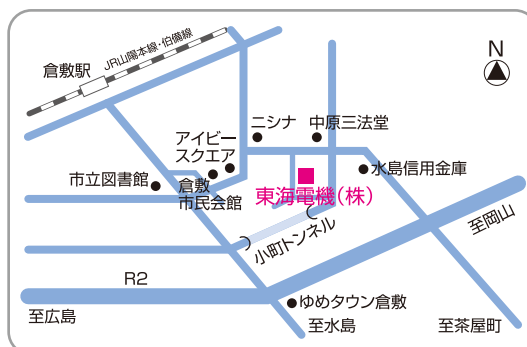 JR山陽本線・伯備線
倉敷駅
N
ニシナ
中原三法堂
アイビー
スクエア
水島信用金庫
市立図書館
倉敷
市民会館
東海電機(株)
小町トンネル
至岡山
R2
ゆめタウン倉敷
至広島
至水島
至茶屋町